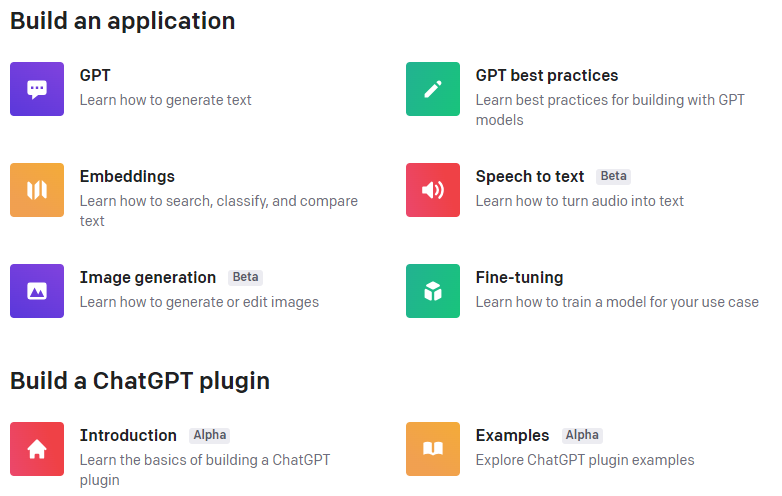 Build an application
GPT
Learn how to generate text
GPT best practices
Learn best practices for building with GPT
models
Embeddings
Learn how to search, classify, and compare
text
Speech to text Beta
Learn how to turn audio into text
Image generation Beta
Learn how to generate or edit images
Fine-tuning
Learn how to train a model for your use case
Build a ChatGPT plugin
Introduction Alpha
Learn the basics of building a ChatGPT
plugin
Examples Alpha
Explore ChatGPT plugin examples